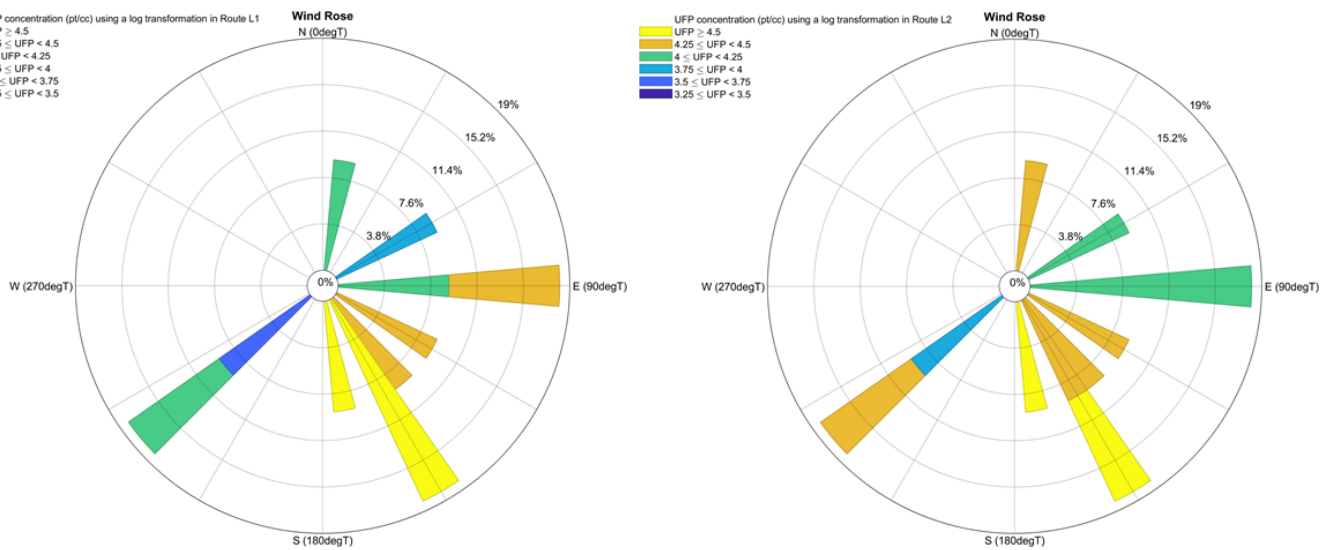 P concentration (pt/cc) using a log transformation in Route L1
Wind Rose
N (0degT)
P ≥ 4.5
5 ≤ UFP < 4.5
UFP < 4.25
5 ≤ UFP < 4
≤ UFP < 3.75
5 ≤ UFP < 3.5
19%
15.2%
11.4%
7.6%
3.8%
0%
W (270degT)
E (90degT)
S (180degT)
UFP concentration (pt/cc) using a log transformation in Route L2
Wind Rose
N (0degT)
UFP ≥ 4.5
4.25 ≤ UFP < 4.5
4 ≤ UFP < 4.25
3.75 ≤ UFP < 4
3.5 ≤ UFP < 3.75
3.25 ≤ UFP < 3.5
19%
15.2%
11.4%
7.6%
3.8%
0%
W (270degT)
E (90degT)
S (180degT)